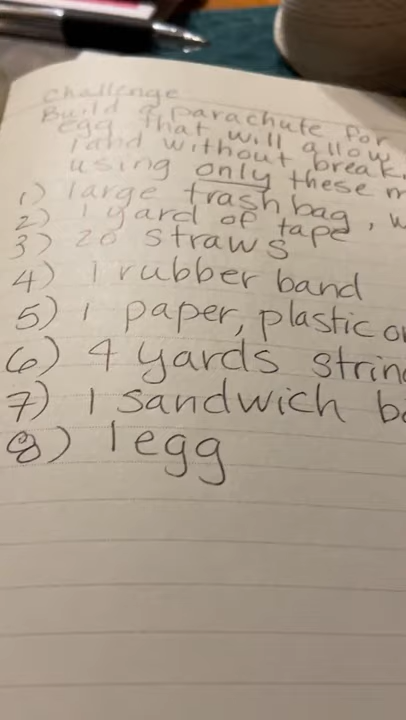 Challenge
Build a parachute for
egg that will allow
land without break
using only these m
1) large trash bag, w
2) 1 yard of tape
3) 20 straws
4) 1 rubber band
5) 1 paper, plastic o
6) 4 yards string
7) 1 sandwich ba
8) 1 egg